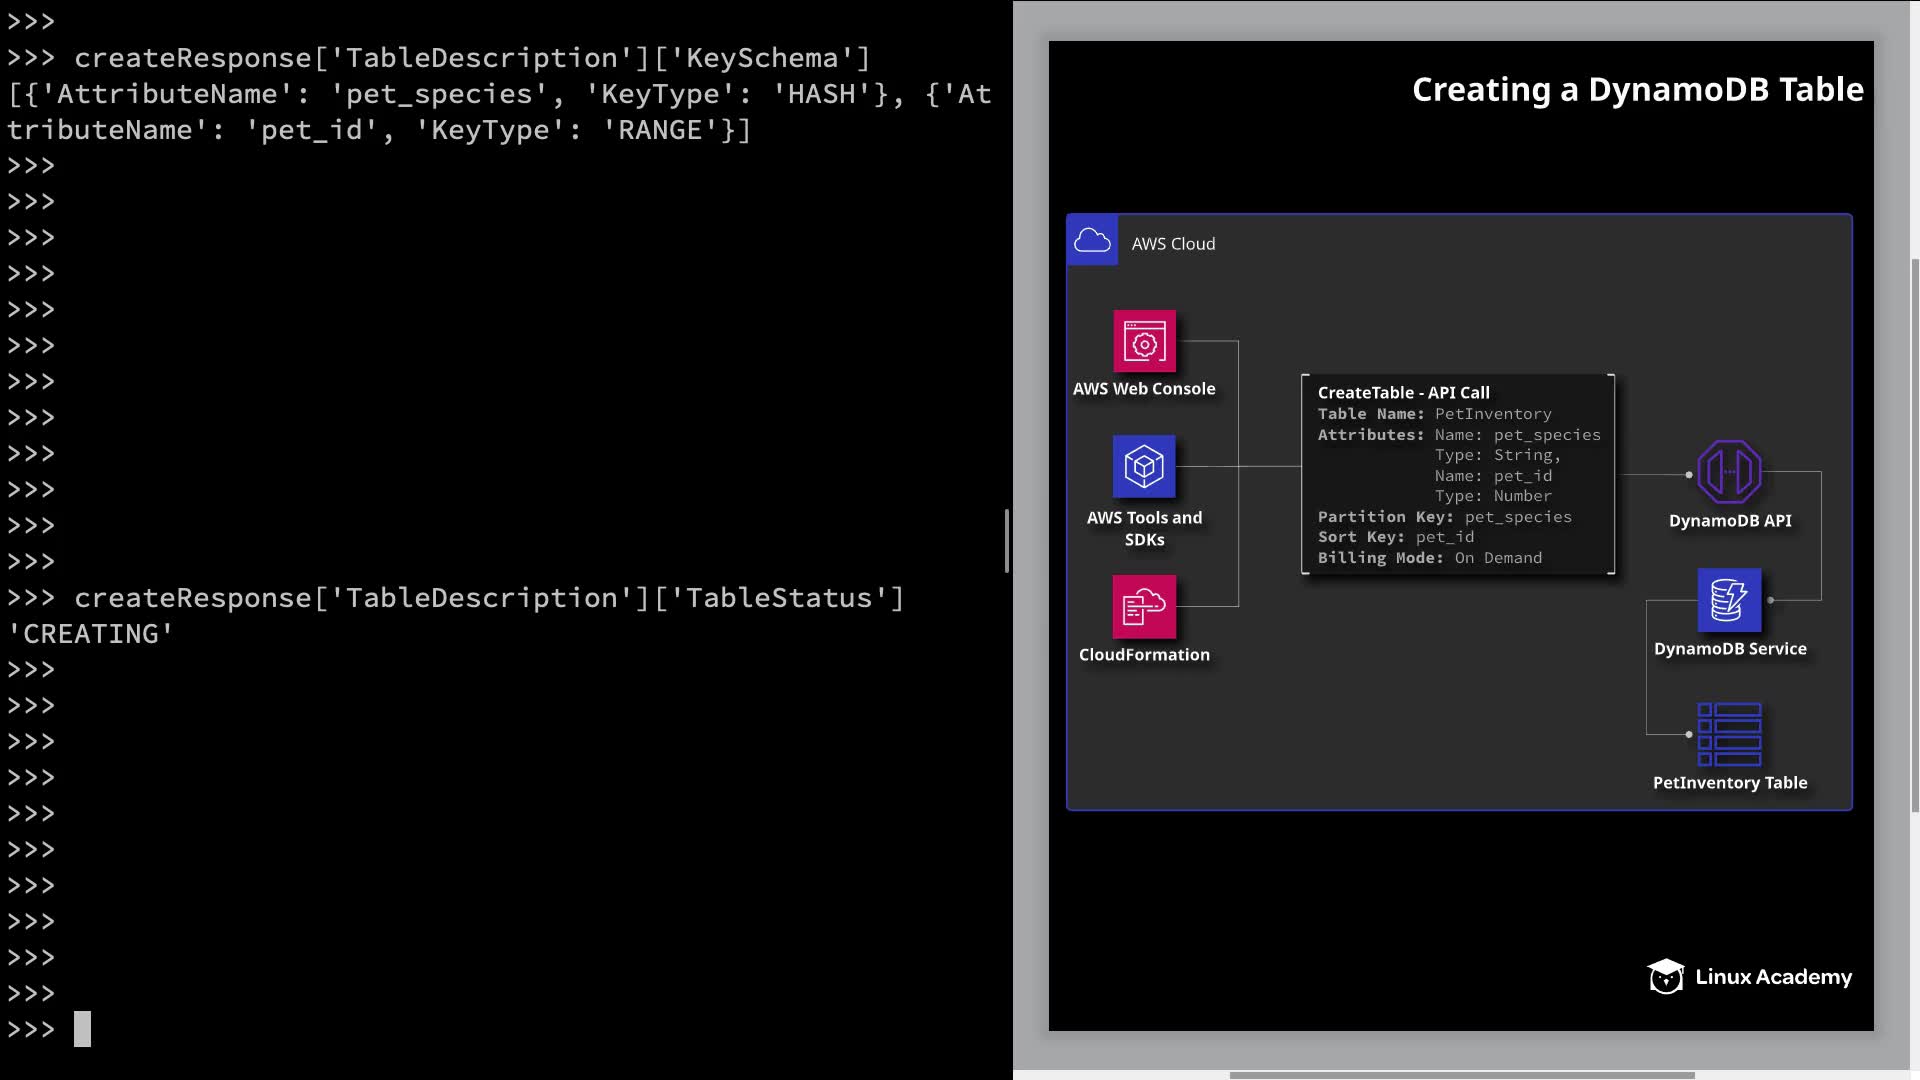 >>>
>>> createResponse['TableDescription']['KeySchema']
[{'AttributeName': 'pet_species', 'KeyType': 'HASH'}, {'At
tributeName': 'pet_id', 'KeyType': 'RANGE'}]
>>>
>>>
>>>
>>>
>>>
>>>
>>>
>>>
>>>
>>>
>>>
>>>
>>> createResponse['TableDescription']['TableStatus']
'CREATING'
>>>
>>>
>>>
>>>
>>>
>>>
>>>
>>>
>>>
>>>
>>>
Creating a DynamoDB Table
AWS Cloud
AWS Web Console
AWS Tools and
SDKs
CloudFormation
CreateTable - API Call
Table Name: PetInventory
Attributes: Name: pet_species
Type: String,
Name: pet_id
Type: Number
Partition Key: pet_species
Sort Key: pet_id
Billing Mode: On Demand
DynamoDB API
DynamoDB Service
PetInventory Table
Linux Academy